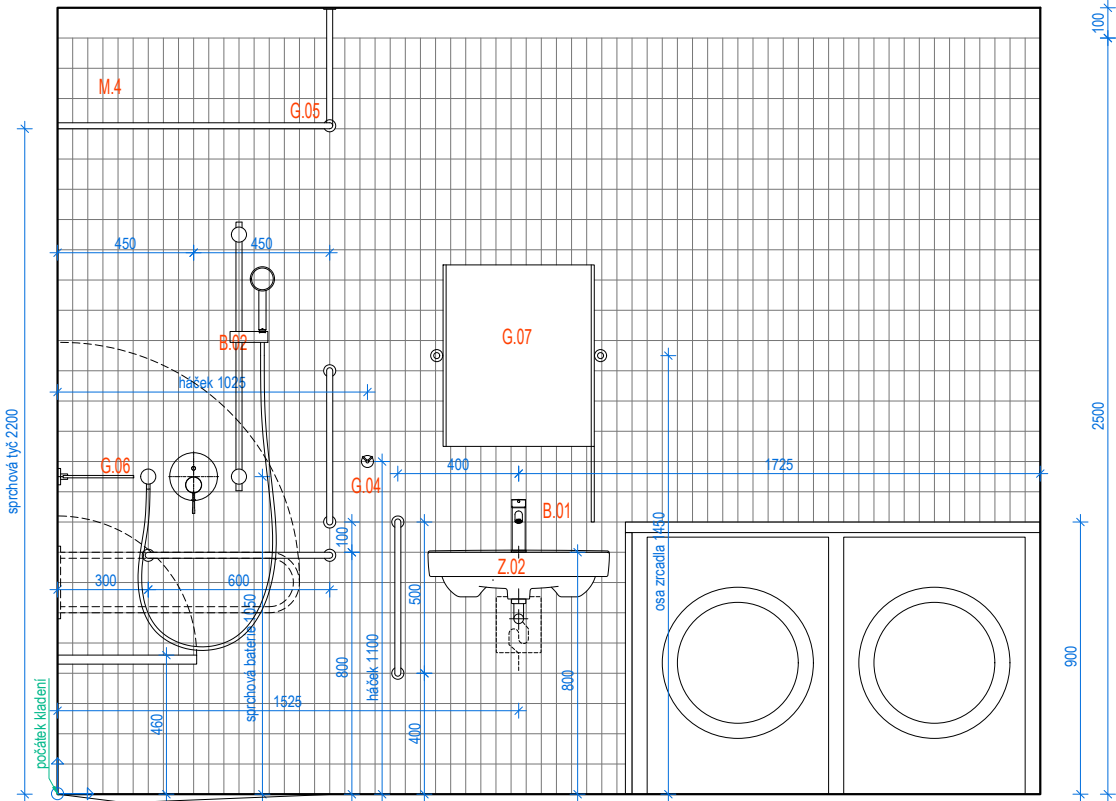 100
M.4
G.05
450
450
B.02
G.07
háček 1025
sprchová tyč 2200
2500
G.06
G.04
400
1725
B.01
100
osa zrcadla 1450
Z.02
300
600
500
sprchová baterie 1050
800
háček 1100
800
900
1525
460
400
počátek kladení